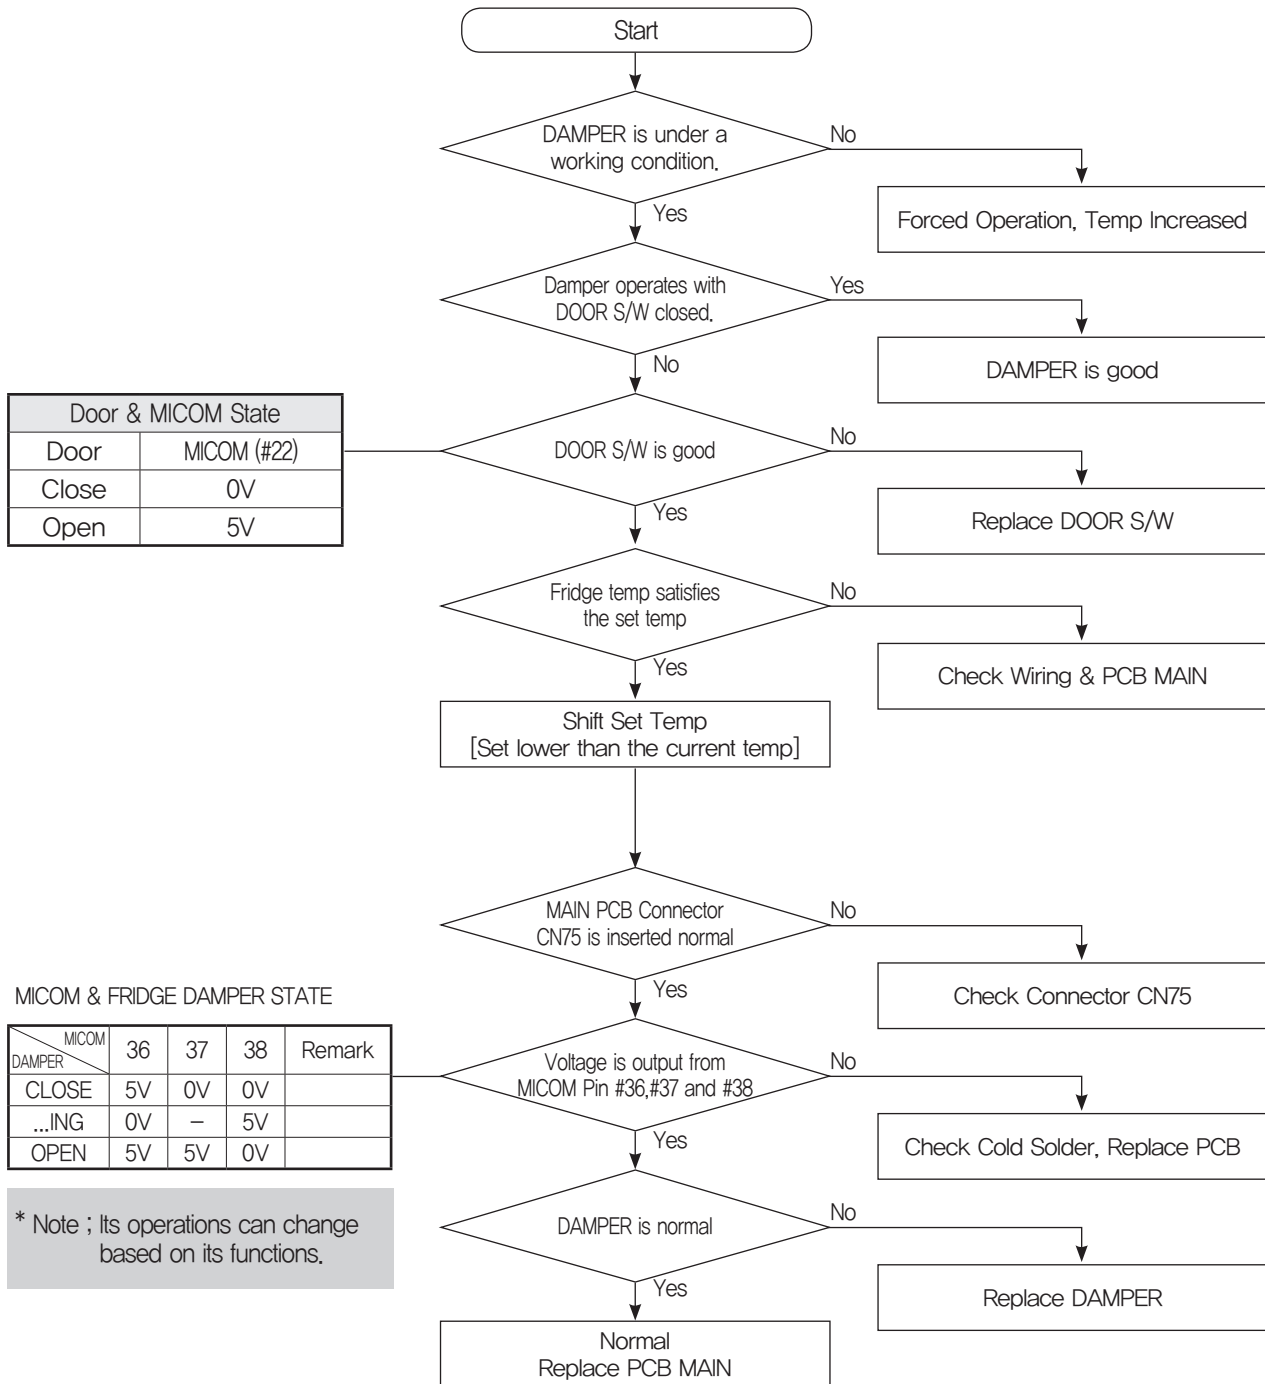 Start
DAMPER is under a
working condition.
No
Forced Operation, Temp Increased
Yes
Damper operates with
DOOR S/W closed.
Yes
DAMPER is good
No
Door & MICOM State
Door MICOM (#22)
Close 0V
Open 5V
DOOR S/W is good
No
Replace DOOR S/W
Yes
Fridge temp satisfies
the set temp
No
Check Wiring & PCB MAIN
Yes
Shift Set Temp
[Set lower than the current temp]
MAIN PCB Connector
CN75 is inserted normal
No
Check Connector CN75
Yes
MICOM & FRIDGE DAMPER STATE
MICOM
DAMPER
36 37 38 Remark
CLOSE 5V 0V 0V
...ING 0V – 5V
OPEN 5V 5V 0V
Voltage is output from
MICOM Pin #36,#37 and #38
No
Check Cold Solder, Replace PCB
Yes
* Note ; Its operations can change
based on its functions.
DAMPER is normal
No
Replace DAMPER
Yes
Normal
Replace PCB MAIN